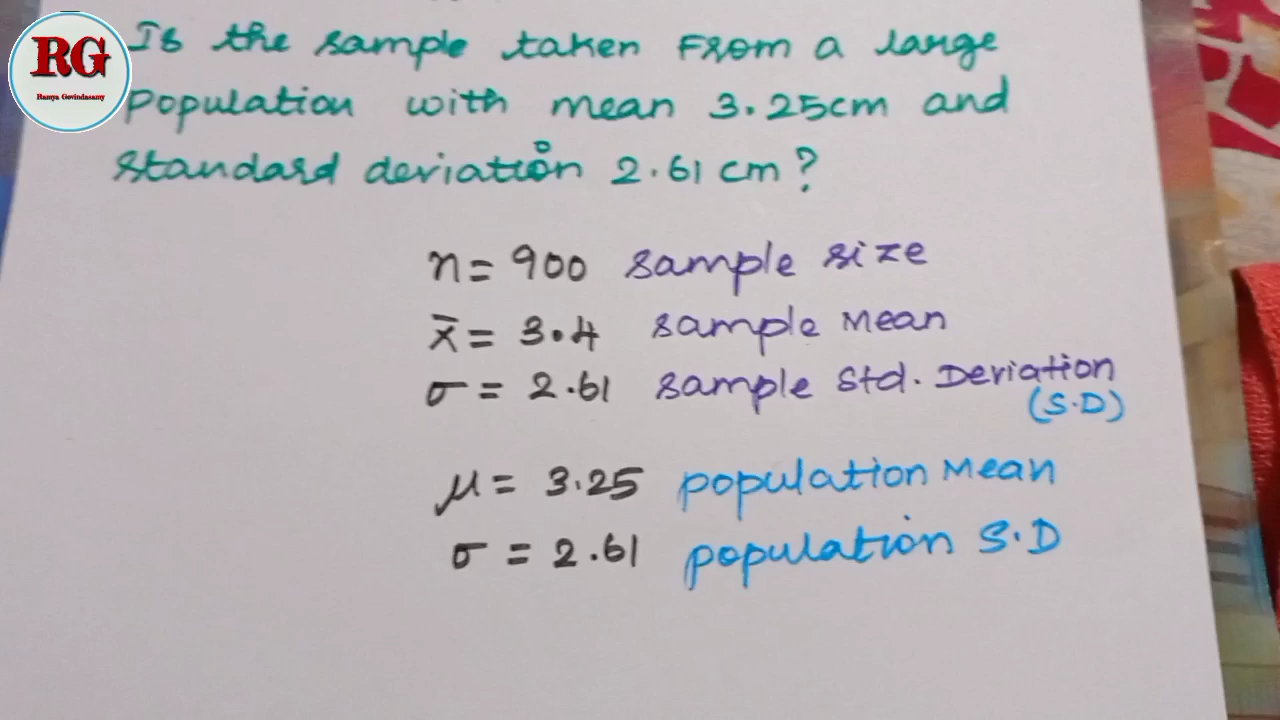 RG
Ramya Govindasamy
Is the sample taken From a large
population with mean 3.25cm and
standard deviation 2.61 cm?
n = 900 sample size
x̄ = 3.4 sample Mean
σ = 2.61 sample Std. Deriation
(S.D)
μ = 3.25 population Mean
σ = 2.61 population S.D